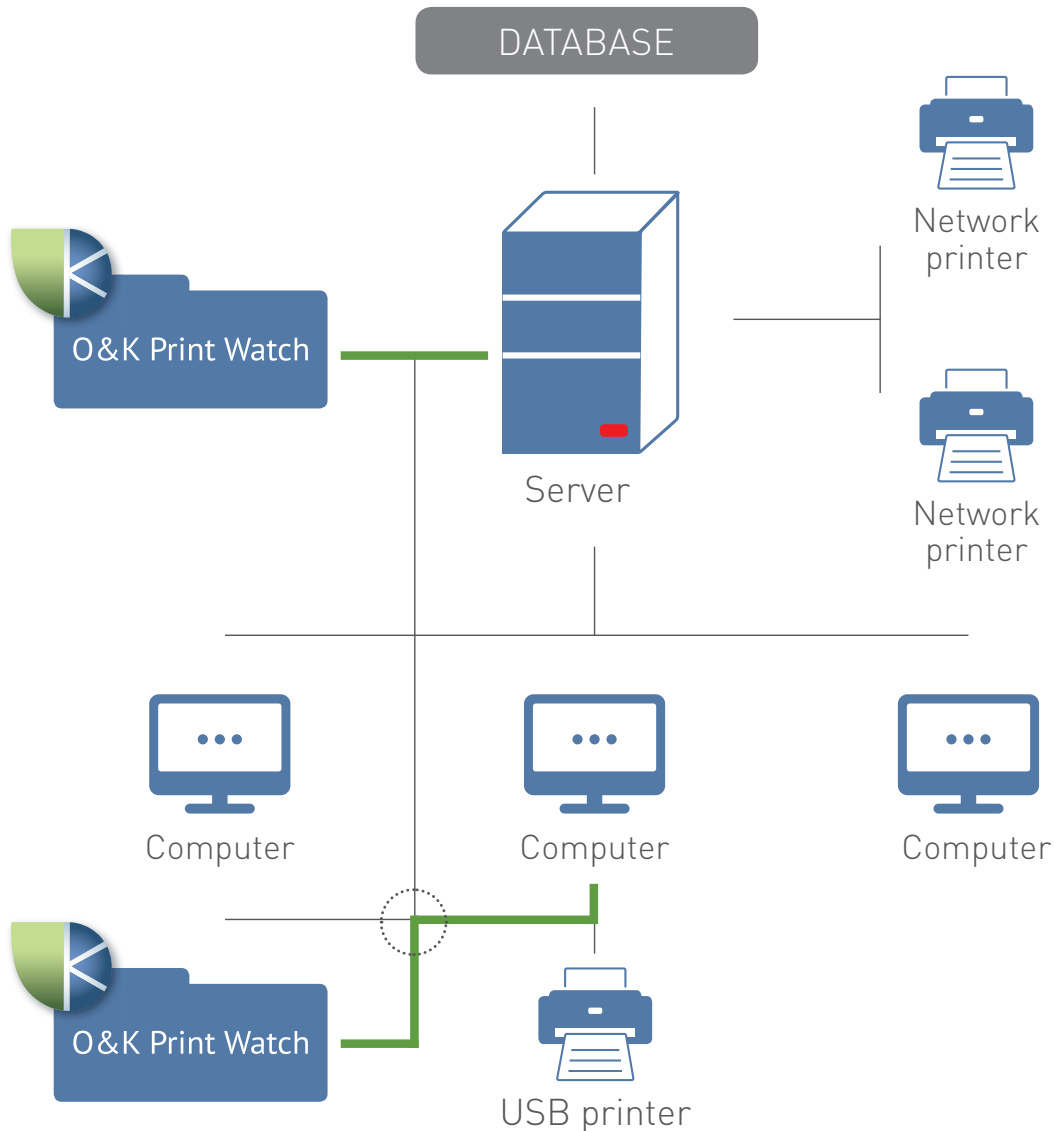 DATABASE
Network
printer
O&K Print Watch
Server
Network
printer
Computer
Computer
Computer
O&K Print Watch
USB printer